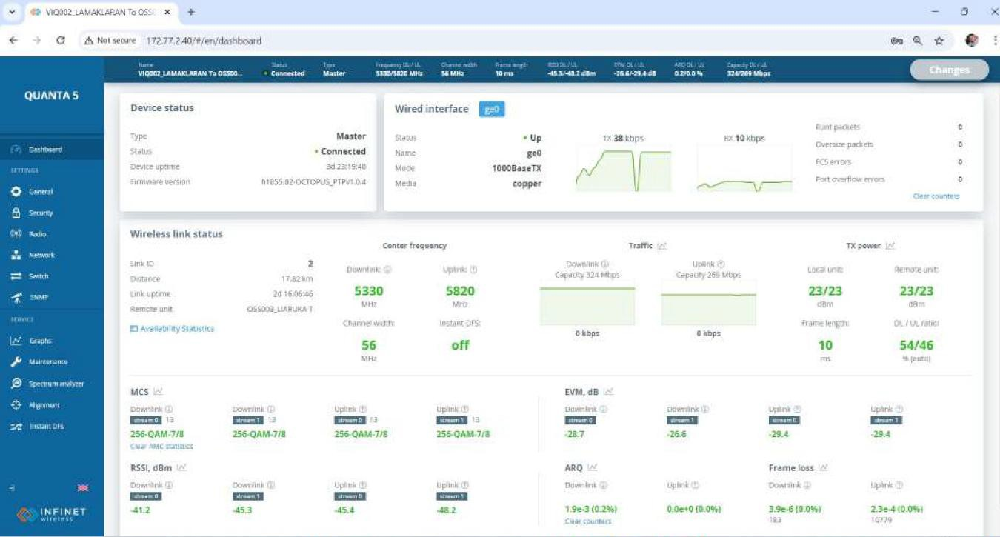 VIQ002_LAMAKLARAN To OSS0
Not secure 172.77.2.40/#/en/dashboard
Name Status Type Frequency DL / UL Channel width Frame length RSSI DL / UL EVM DL / UL ARQ DL / UL Capacity DL / UL
VIQ002_LAMAKLARAN To OSS00... Connected Master 5330/5820 MHz 56 MHz 10 ms -45.3/-48.2 dBm -26.6/-29.4 dB 0.2/0.0 % 324/269 Mbps
Changes
QUANTA 5
Dashboard
SETTINGS
General
Security
Radio
Network
Switch
SNMP
SERVICE
Graphs
Maintenance
Spectrum analyzer
Alignment
Instant DFS
INFINET
wireless
Device status
Type Master
Status Connected
Device uptime 3d 23:19:40
Firmware version h1855.02-OCTOPUS_PTPv1.0.4
Wired interface ge0
Status Up
Name ge0
Mode 1000BaseTX
Media copper
TX 38 kbps
RX 10 kbps
Runt packets 0
Oversize packets 0
FCS errors 0
Port overflow errors 0
Clear counters
Wireless link status
Link ID 2
Distance 17.82 km
Link uptime 2d 16:06:46
Remote unit OSS003_LIARUKA T
Availability Statistics
Center frequency
Downlink: Uplink:
5330 5820
MHz MHz
Channel width: Instant DFS:
56 off
MHz
Traffic
Downlink Uplink
Capacity 324 Mbps Capacity 269 Mbps
0 kbps 0 kbps
TX power
Local unit: Remote unit:
23/23 23/23
dBm dBm
Frame length: DL / UL ratio:
10 54/46
ms % (auto)
MCS
Downlink Downlink Uplink Uplink
stream 0 13 stream 1 13 stream 0 13 stream 1 13
256-QAM-7/8 256-QAM-7/8 256-QAM-7/8 256-QAM-7/8
Clear AMC statistics
EVM, dB
Downlink Downlink Uplink Uplink
stream 0 stream 1 stream 0 stream 1
-28.7 -26.6 -29.4 -29.4
RSSI, dBm
Downlink Downlink Uplink Uplink
stream 0 stream 1 stream 0 stream 1
-41.2 -45.3 -45.4 -48.2
ARQ
Downlink Uplink
1.9e-3 (0.2%) 0.0e+0 (0.0%)
Clear counters
Frame loss
Downlink Uplink
3.9e-6 (0.0%) 2.3e-4 (0.0%)
183 10779